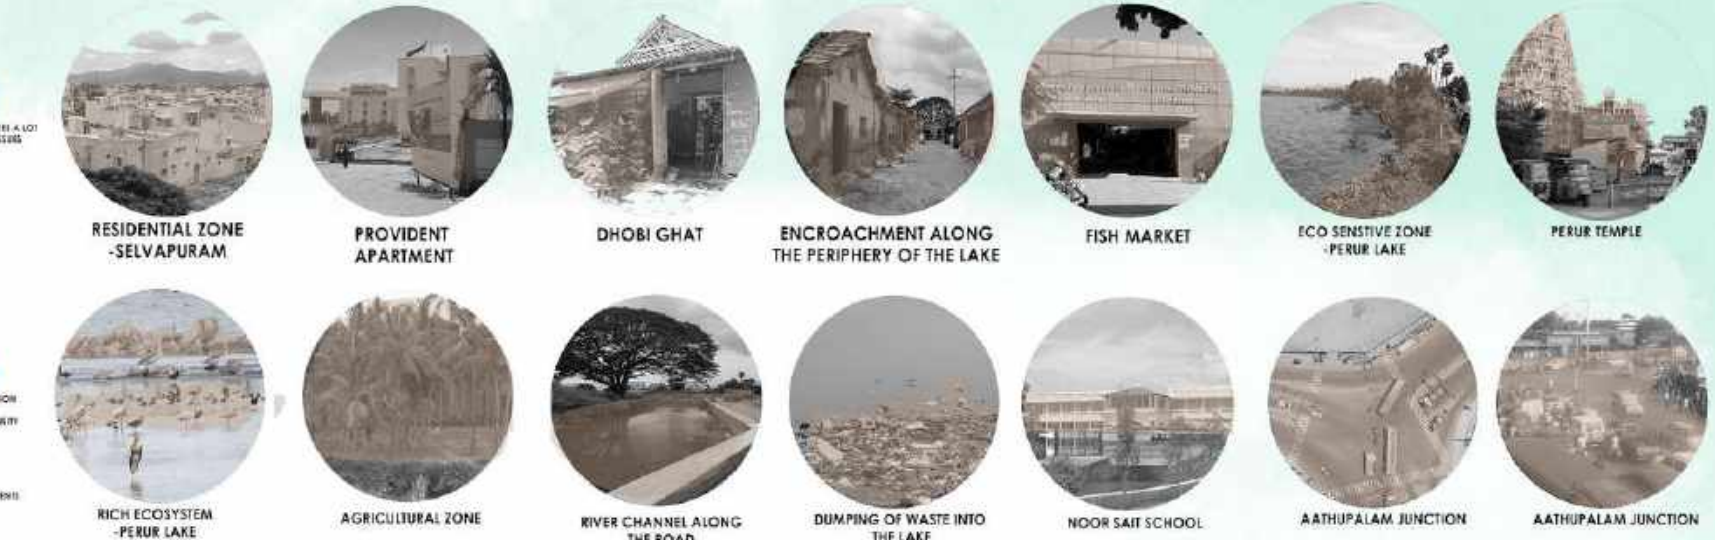 RESIDENTIAL ZONE
-SELVAPURAM
PROVIDENT
APARTMENT
DHOBI GHAT
ENCROACHMENT ALONG
THE PERIPHERY OF THE LAKE
FISH MARKET
ECO SENSTIVE ZONE
-PERUR LAKE
PERUR TEMPLE
RICH ECOSYSTEM
-PERUR LAKE
AGRICULTURAL ZONE
RIVER CHANNEL ALONG
THE ROAD
DUMPING OF WASTE INTO
THE LAKE
NOOR SAIT SCHOOL
AATHUPALAM JUNCTION
AATHUPALAM JUNCTION